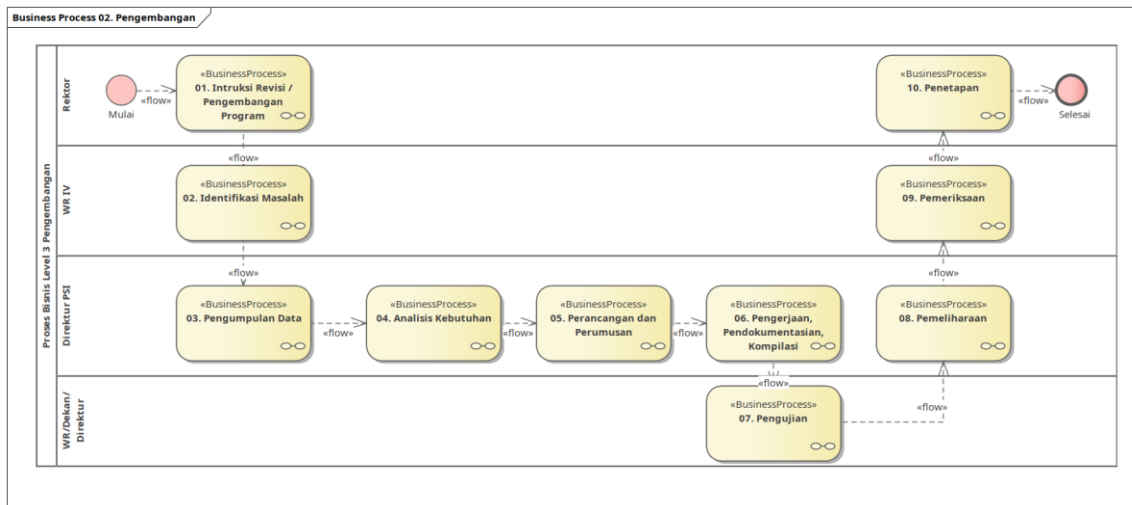 Business Process 02. Pengembangan
Proses Bisnis Level 3 Pengembangan
Rektor
Mulai
«flow»
«BusinessProcess»
01. Intruksi Revisi /
Pengembangan
Program
«BusinessProcess»
10. Penetapan
«flow»
Selesai
«flow»
«flow»
WR IV
«BusinessProcess»
02. Identifikasi Masalah
«BusinessProcess»
09. Pemeriksaan
«flow»
«flow»
Direktur PSI
«BusinessProcess»
03. Pengumpulan Data
«flow»
«BusinessProcess»
04. Analisis Kebutuhan
«flow»
«BusinessProcess»
05. Perancangan dan
Perumusan
«flow»
«BusinessProcess»
06. Pengerjaan,
Pendokumentasian,
Kompilasi
«BusinessProcess»
08. Pemeliharaan
«flow»
WR/Dekan/
Direktur
«BusinessProcess»
07. Pengujian
«flow»